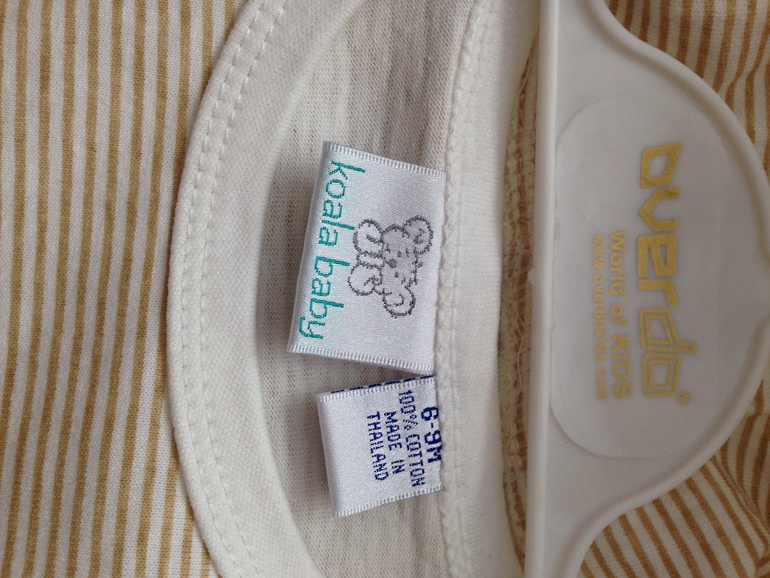 koala baby
6-9M
100% COTTON
MADE IN
THAILAND
overdo®
World of KIDS